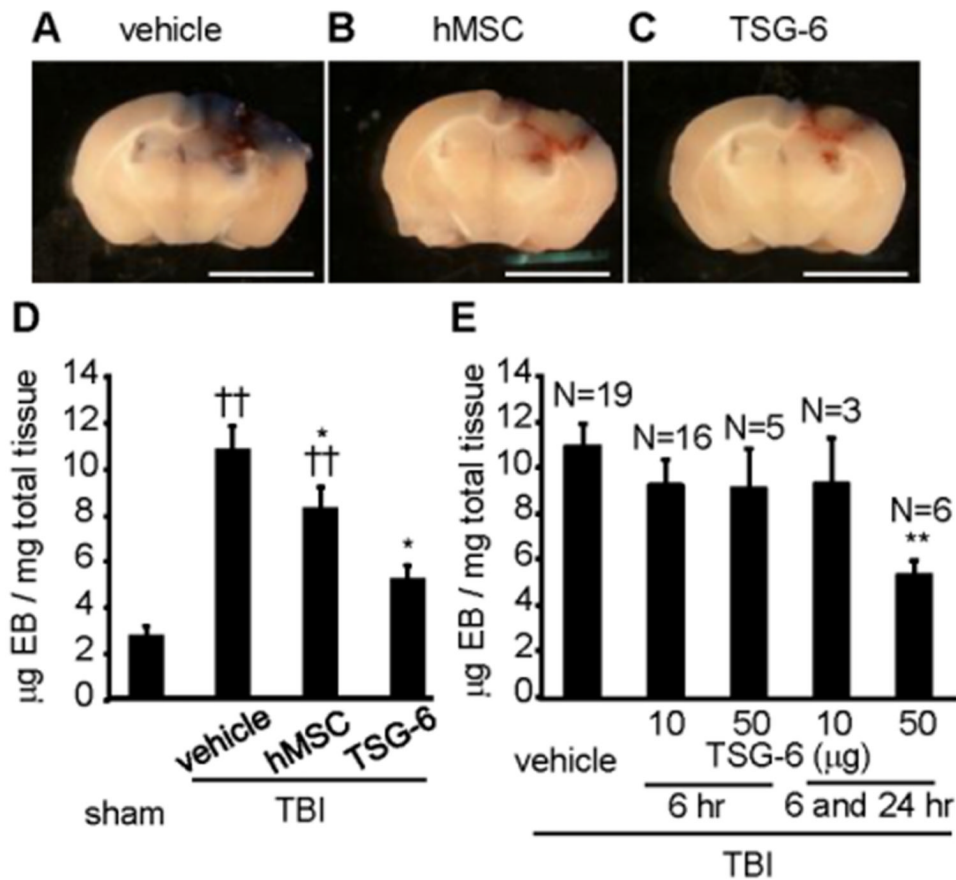 A vehicle
B hMSC
C TSG-6
D
μg EB / mg total tissue
14
12
10
8
6
4
2
0
††
*
††
*
vehicle
hMSC
TSG-6
sham
TBI
E
μg EB / mg total tissue
14
12
10
8
6
4
2
0
N=19
N=16
N=5
N=3
N=6
**
10 50 10 50
vehicle TSG-6 (μg)
6 hr 6 and 24 hr
TBI